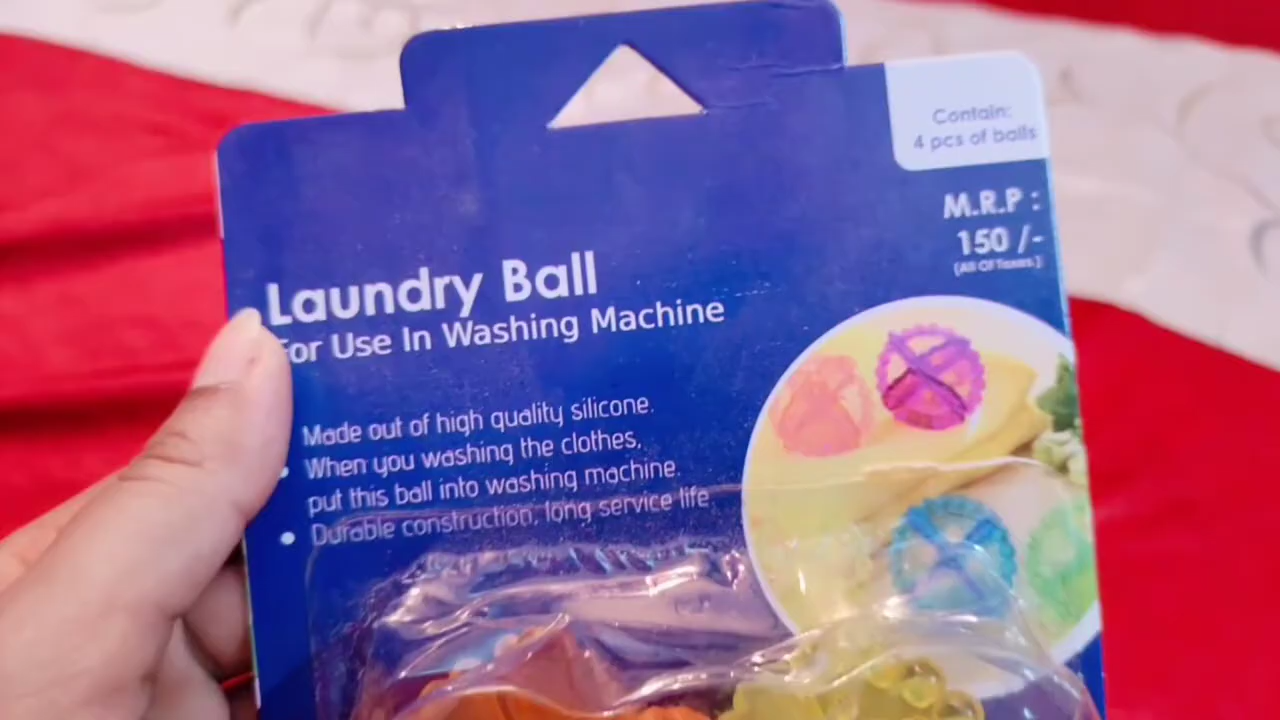 Contain:
4 pcs of balls
M.R.P :
150 /-
(All Of Taxes.)
Laundry Ball
For Use In Washing Machine
Made out of high quality silicone.
• When you washing the clothes,
put this ball into washing machine.
• Durable construction, long service life